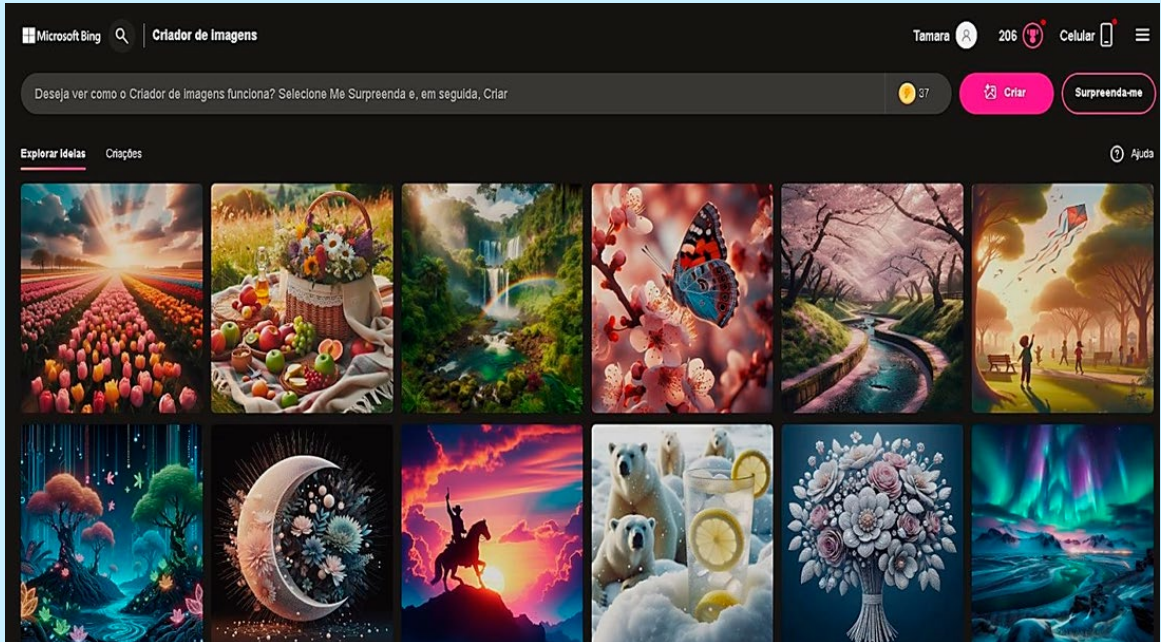 Microsoft Bing
Criador de Imagens
Tamara
206
Celular
Deseja ver como o Criador de imagens funciona? Selecione Me Surpreenda e, em seguida, Criar
37
Criar
Surpreenda-me
Explorar Ideias
Criações
Ajuda